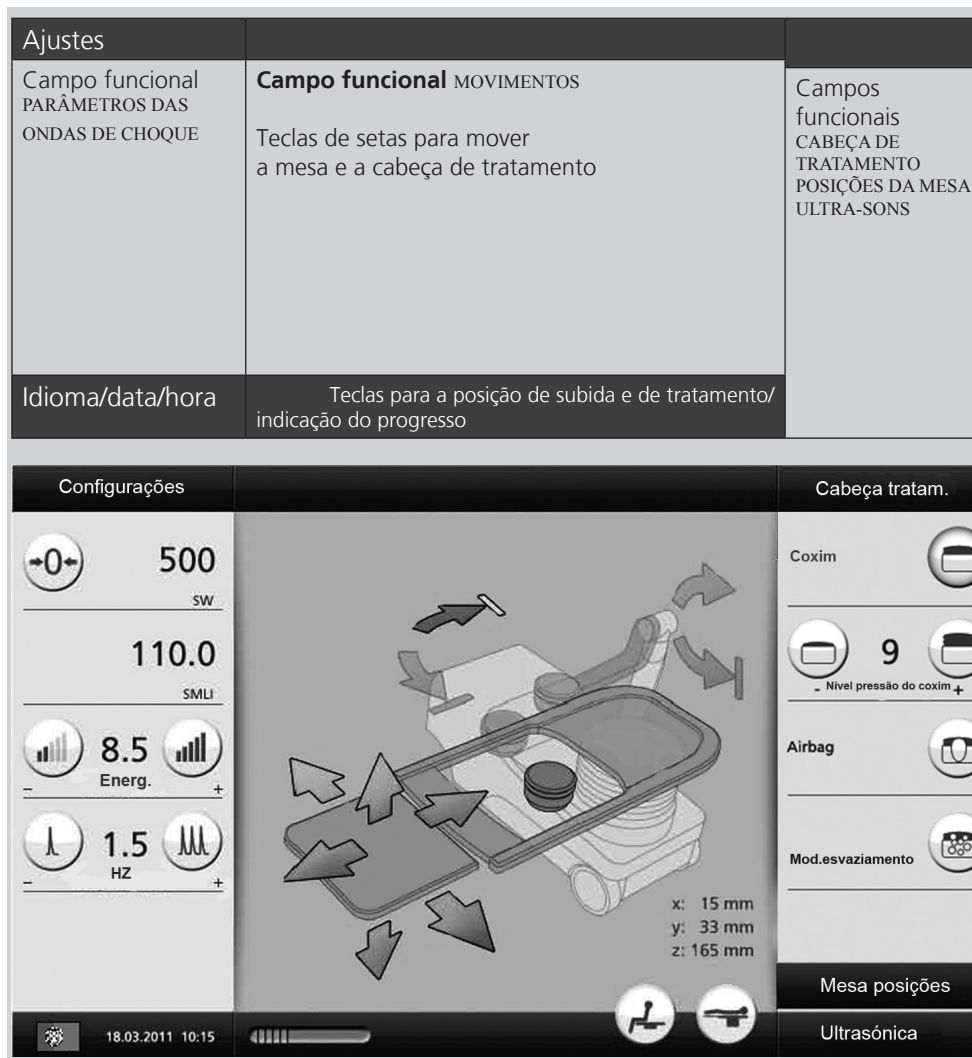 Ajustes
Campo funcional
PARÂMETROS DAS
ONDAS DE CHOQUE
Campo funcional MOVIMENTOS
Teclas de setas para mover
a mesa e a cabeça de tratamento
Campos
funcionais
CABEÇA DE
TRATAMENTO
POSIÇÕES DA MESA
ULTRA-SONS
Idioma/data/hora
Teclas para a posição de subida e de tratamento/
indicação do progresso
Configurações
Cabeça tratam.
→0←
500
SW
110.0
SMLI
8.5
Energ.
- +
1.5
HZ
- +
x: 15 mm
y: 33 mm
z: 165 mm
Coxim
9
- Nivel pressão do coxim +
Airbag
Mod.esvaziamento
Mesa posições
Ultrasónica
18.03.2011 10:15